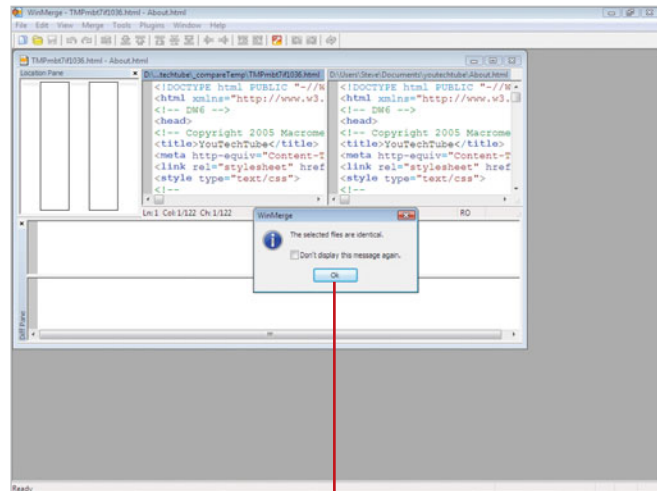 WinMerge - TMPmbt7if1036.html - About.html
File Edit View Merge Tools Plugins Window Help
TMPmbt7if1036.html - About.html
Location Pane
D:\...techtube\_compareTemp\TMPmbt7if1036.html
D:\Users\Steve\Documents\youtechtube\About.html
<!DOCTYPE html PUBLIC "-//W
<html xmlns="http://www.w3.
<!-- DW6 -->
<head>
<!-- Copyright 2005 Macrome
<title>YouTechTube</title>
<meta http-equiv="Content-T
<link rel="stylesheet" href
<style type="text/css">
<!--
<!DOCTYPE html PUBLIC "-//W
<html xmlns="http://www.w3.
<!-- DW6 -->
<head>
<!-- Copyright 2005 Macrome
<title>YouTechTube</title>
<meta http-equiv="Content-T
<link rel="stylesheet" href
<style type="text/css">
<!--
Ln: 1 Col: 1/122 Ch: 1/122
RO
WinMerge
The selected files are identical.
Don't display this message again.
Ok
Diff Pane
Ready